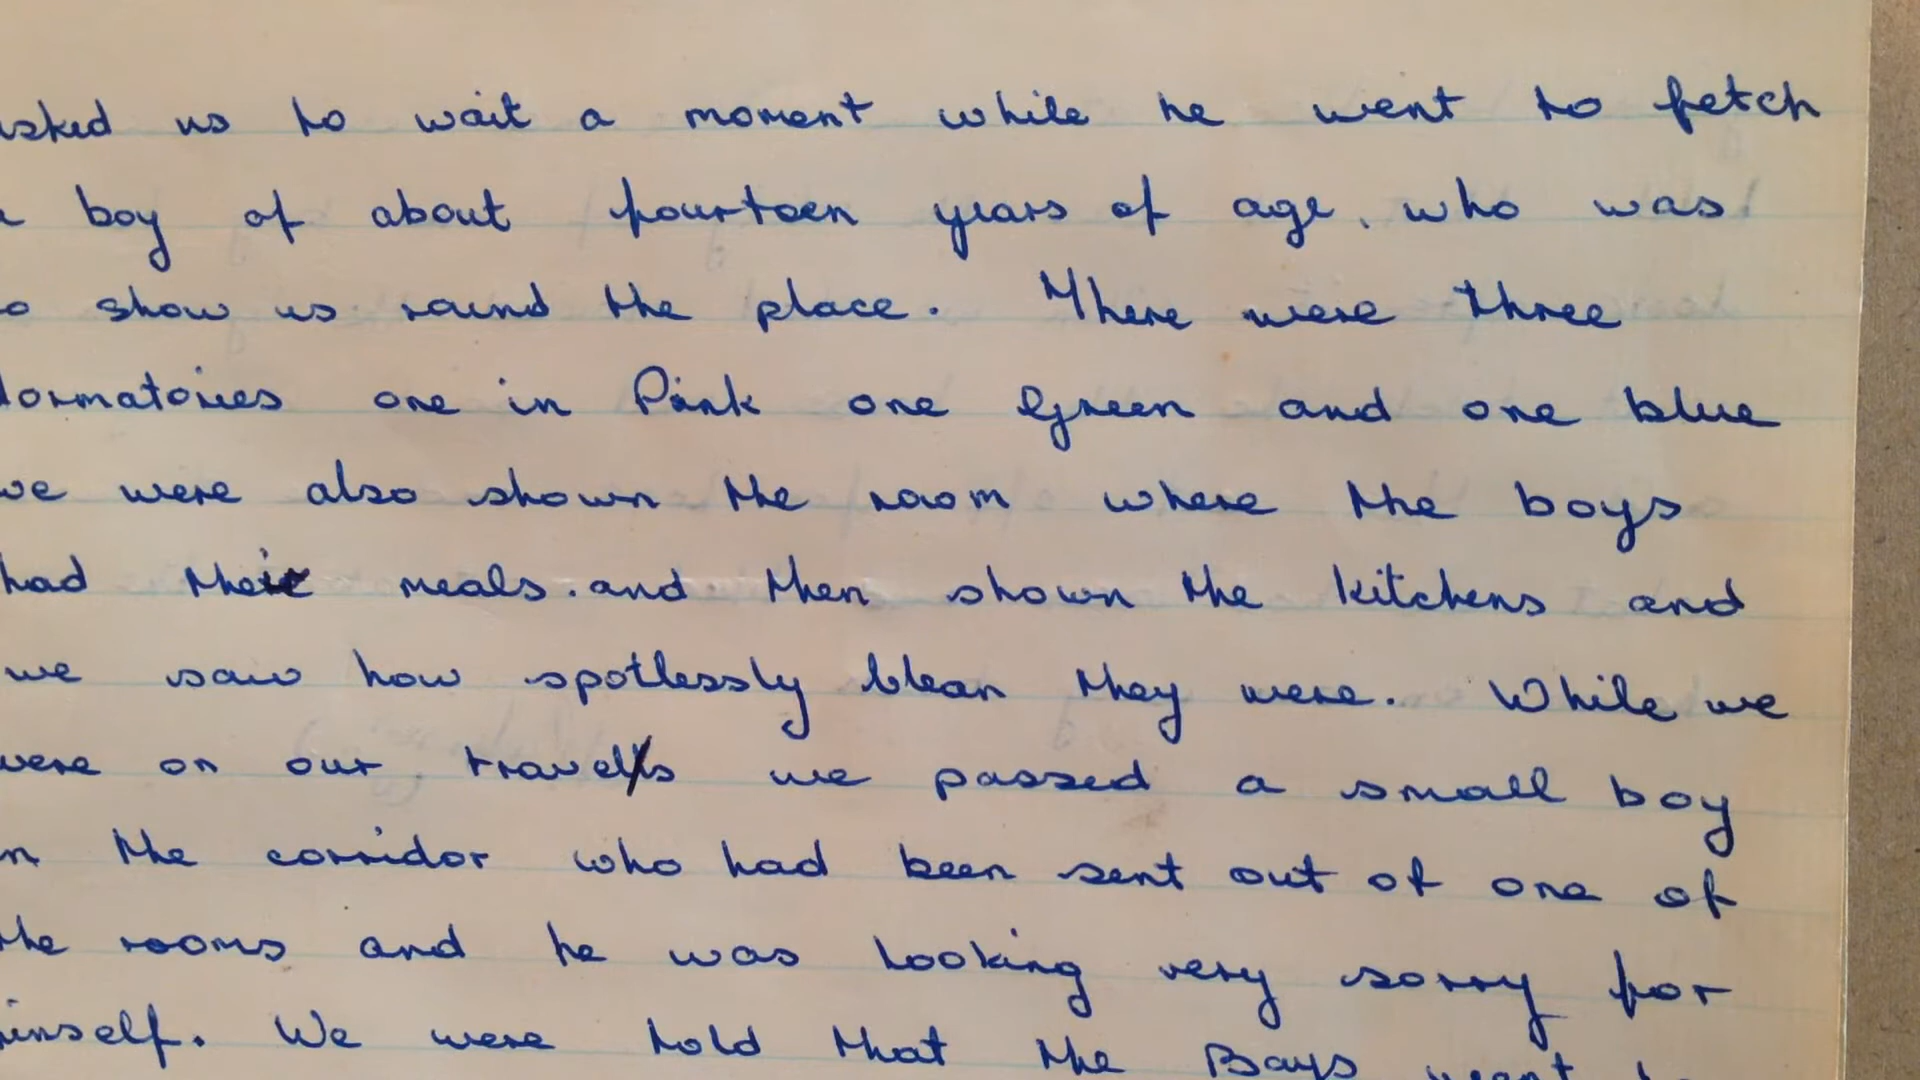 asked us to wait a moment while he went to fetch
a boy of about fourteen years of age, who was
to show us round the place. There were three
dormatories one in Pink one Green and one blue
we were also shown the room where the boys
had their meals. and then shown the kitchens and
we saw how spotlessly clean they were. While we
were on our travels we passed a small boy
in the corridor who had been sent out of one of
the rooms and he was looking very sorry for
himself. We were told that the Boys went to